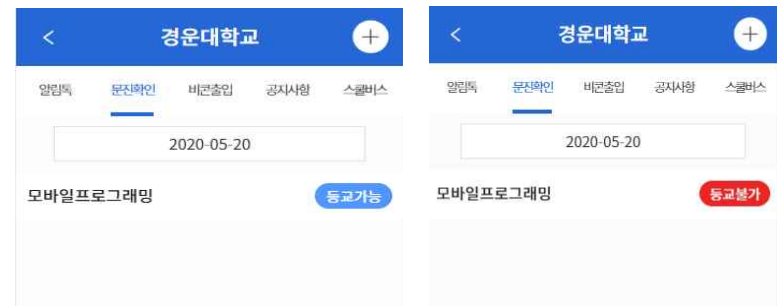 < 경운대학교 +
알림톡 문진확인 비콘출입 공지사항 스쿨버스
2020-05-20
모바일프로그래밍 등교가능
< 경운대학교 +
알림톡 문진확인 비콘출입 공지사항 스쿨버스
2020-05-20
모바일프로그래밍 등교불가